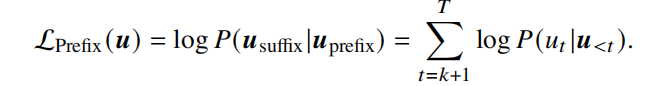 ℒ_Prefix(𝒖) = log P(𝒖_suffix|𝒖_prefix) = ∑_{t=k+1}^{T} log P(u_t|𝒖_{<t}).